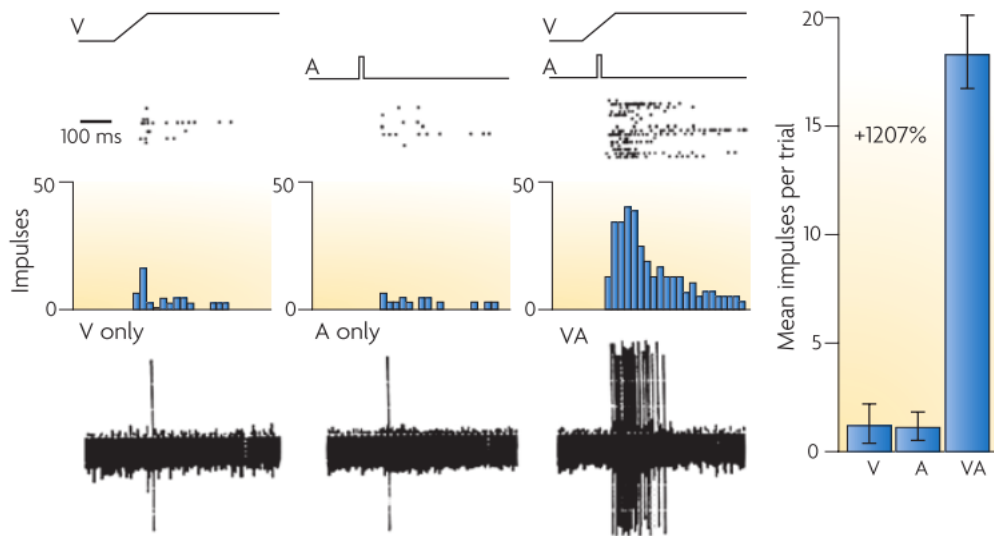 V
A
V
A
100 ms
50
0
Impulses
50
0
50
0
V only
A only
VA
20
15
10
5
0
Mean impulses per trial
+1207%
V
A
VA